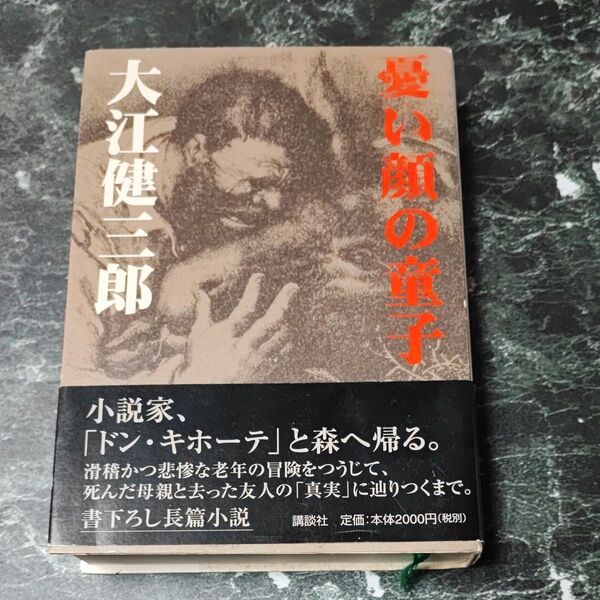 憂い顔の童子
大江健三郎
小説家、
「ドン・キホーテ」と森へ帰る。
滑稽かつ悲惨な老年の冒険をつうじて、
死んだ母親と去った友人の「真実」に辿りつくまで。
書下ろし長篇小説
講談社 定価：本体2000円（税別）